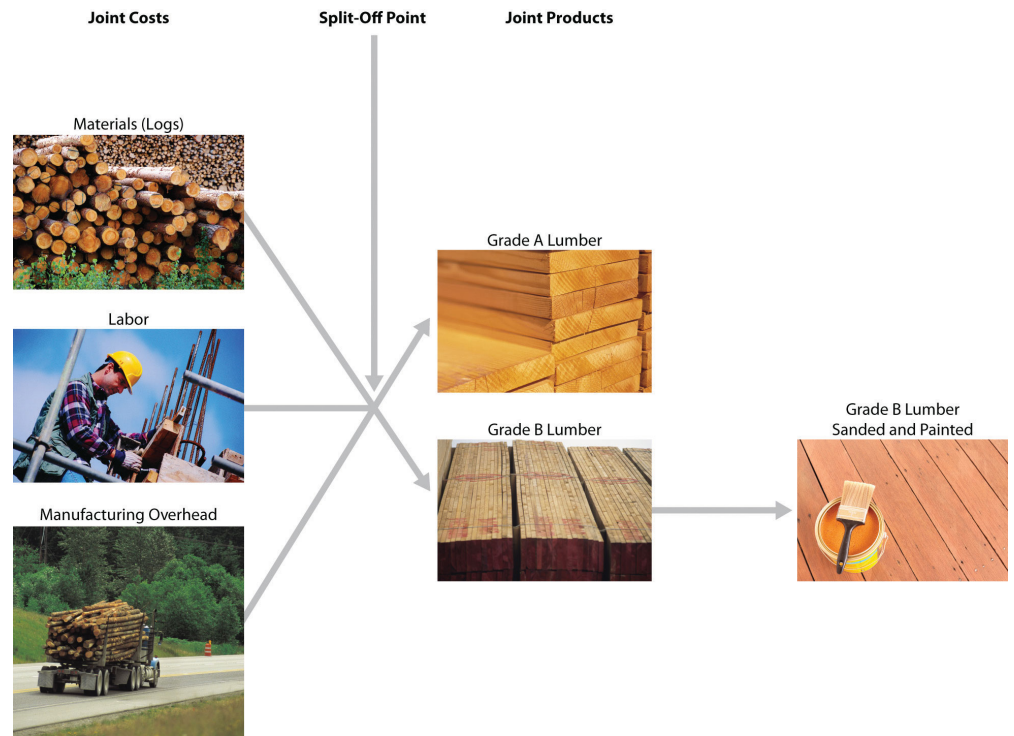 Joint Costs
Split-Off Point
Joint Products
Materials (Logs)
Labor
Manufacturing Overhead
Grade A Lumber
Grade B Lumber
Grade B Lumber
Sanded and Painted